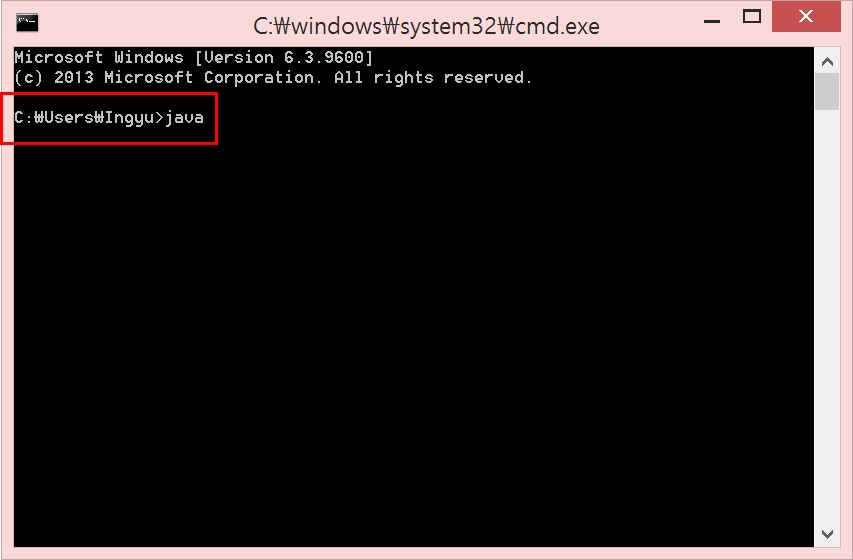 C:₩windows₩system32₩cmd.exe
Microsoft Windows [Version 6.3.9600]
(c) 2013 Microsoft Corporation. All rights reserved.
C:₩Users₩Ingyu>java